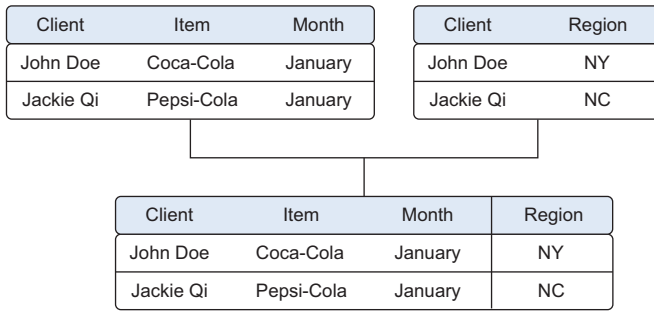 Client Item Month
John Doe Coca-Cola January
Jackie Qi Pepsi-Cola January
Client Region
John Doe NY
Jackie Qi NC
Client Item Month Region
John Doe Coca-Cola January NY
Jackie Qi Pepsi-Cola January NC